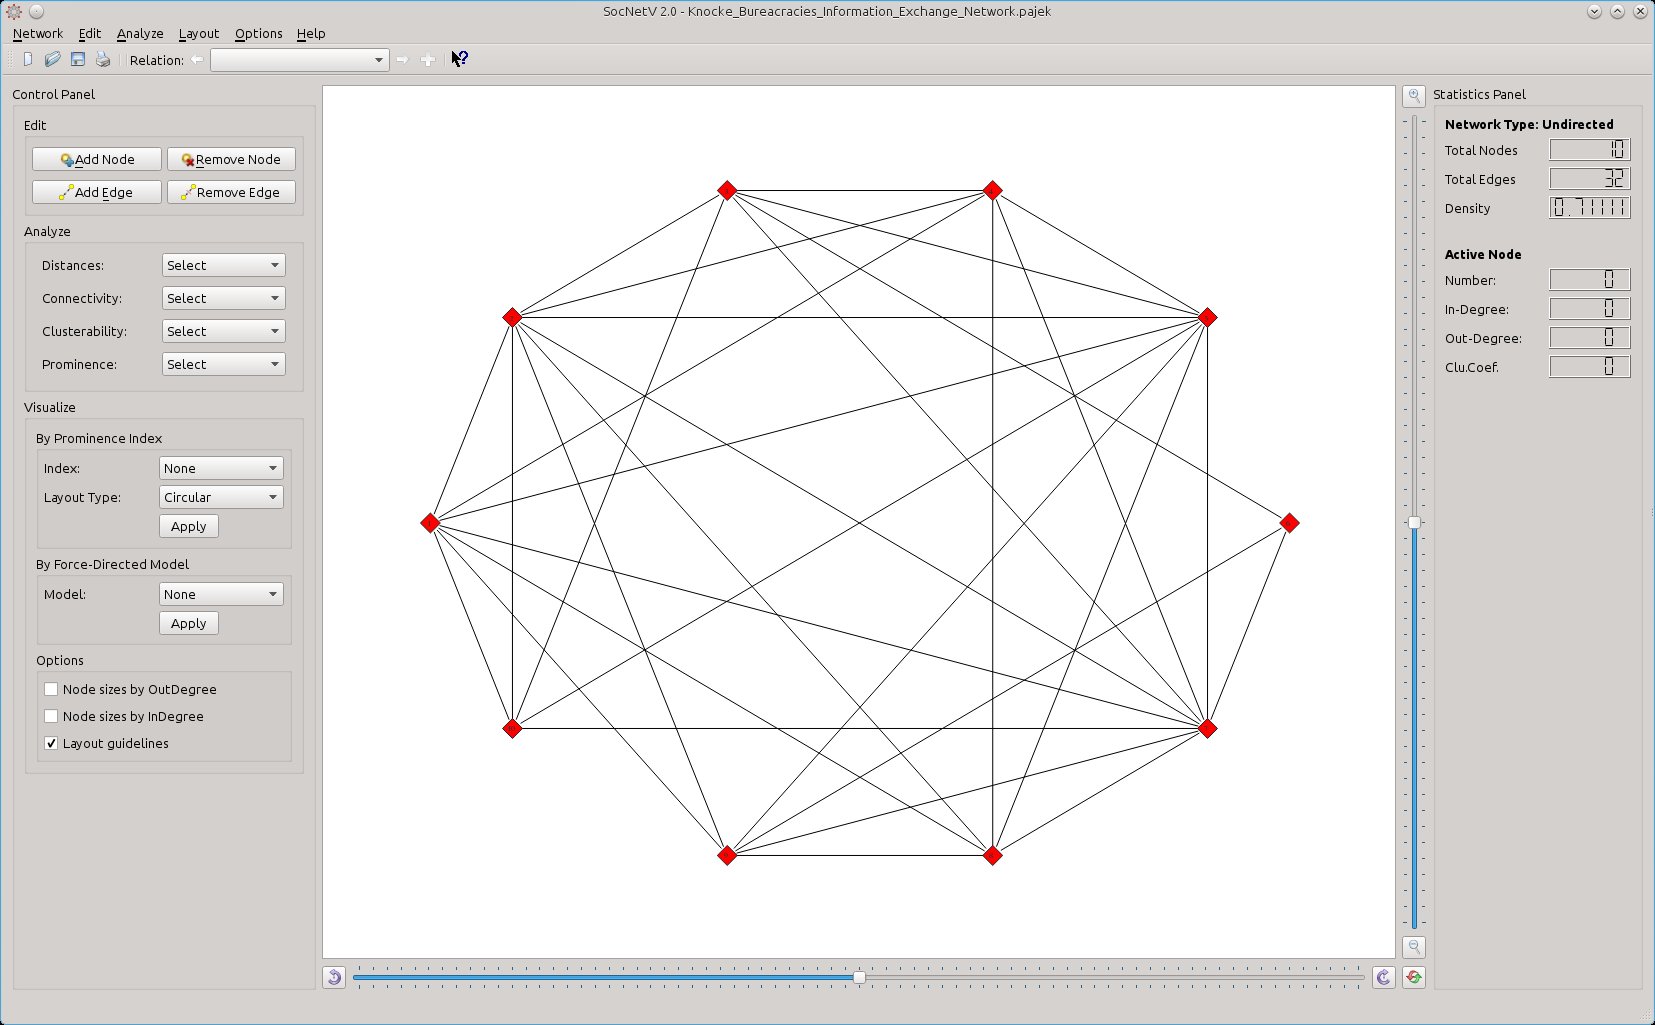 SocNetV 2.0 - Knocke_Bureacracies_Information_Exchange_Network.pajek
Network Edit Analyze Layout Options Help
Relation:
Control Panel
Edit
Add Node Remove Node
Add Edge Remove Edge
Analyze
Distances: Select
Connectivity: Select
Clusterability: Select
Prominence: Select
Visualize
By Prominence Index
Index: None
Layout Type: Circular
Apply
By Force-Directed Model
Model: None
Apply
Options
Node sizes by OutDegree
Node sizes by InDegree
Layout guidelines
Statistics Panel
Network Type: Undirected
Total Nodes 10
Total Edges 32
Density 0.71111
Active Node
Number: 0
In-Degree: 0
Out-Degree: 0
Clu.Coef. 0